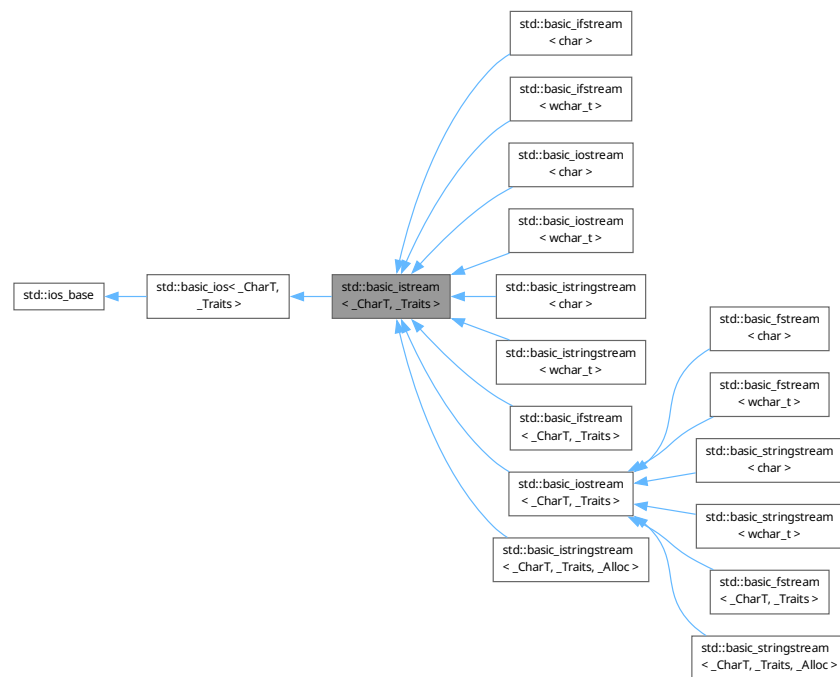 std::basic_ifstream
< char >
std::basic_ifstream
< wchar_t >
std::basic_iostream
< char >
std::basic_iostream
< wchar_t >
std::ios_base
std::basic_ios< _CharT,
_Traits >
std::basic_istream
< _CharT, _Traits >
std::basic_istringstream
< char >
std::basic_istringstream
< wchar_t >
std::basic_ifstream
< _CharT, _Traits >
std::basic_iostream
< _CharT, _Traits >
std::basic_istringstream
< _CharT, _Traits, _Alloc >
std::basic_fstream
< char >
std::basic_fstream
< wchar_t >
std::basic_stringstream
< char >
std::basic_stringstream
< wchar_t >
std::basic_fstream
< _CharT, _Traits >
std::basic_stringstream
< _CharT, _Traits, _Alloc >